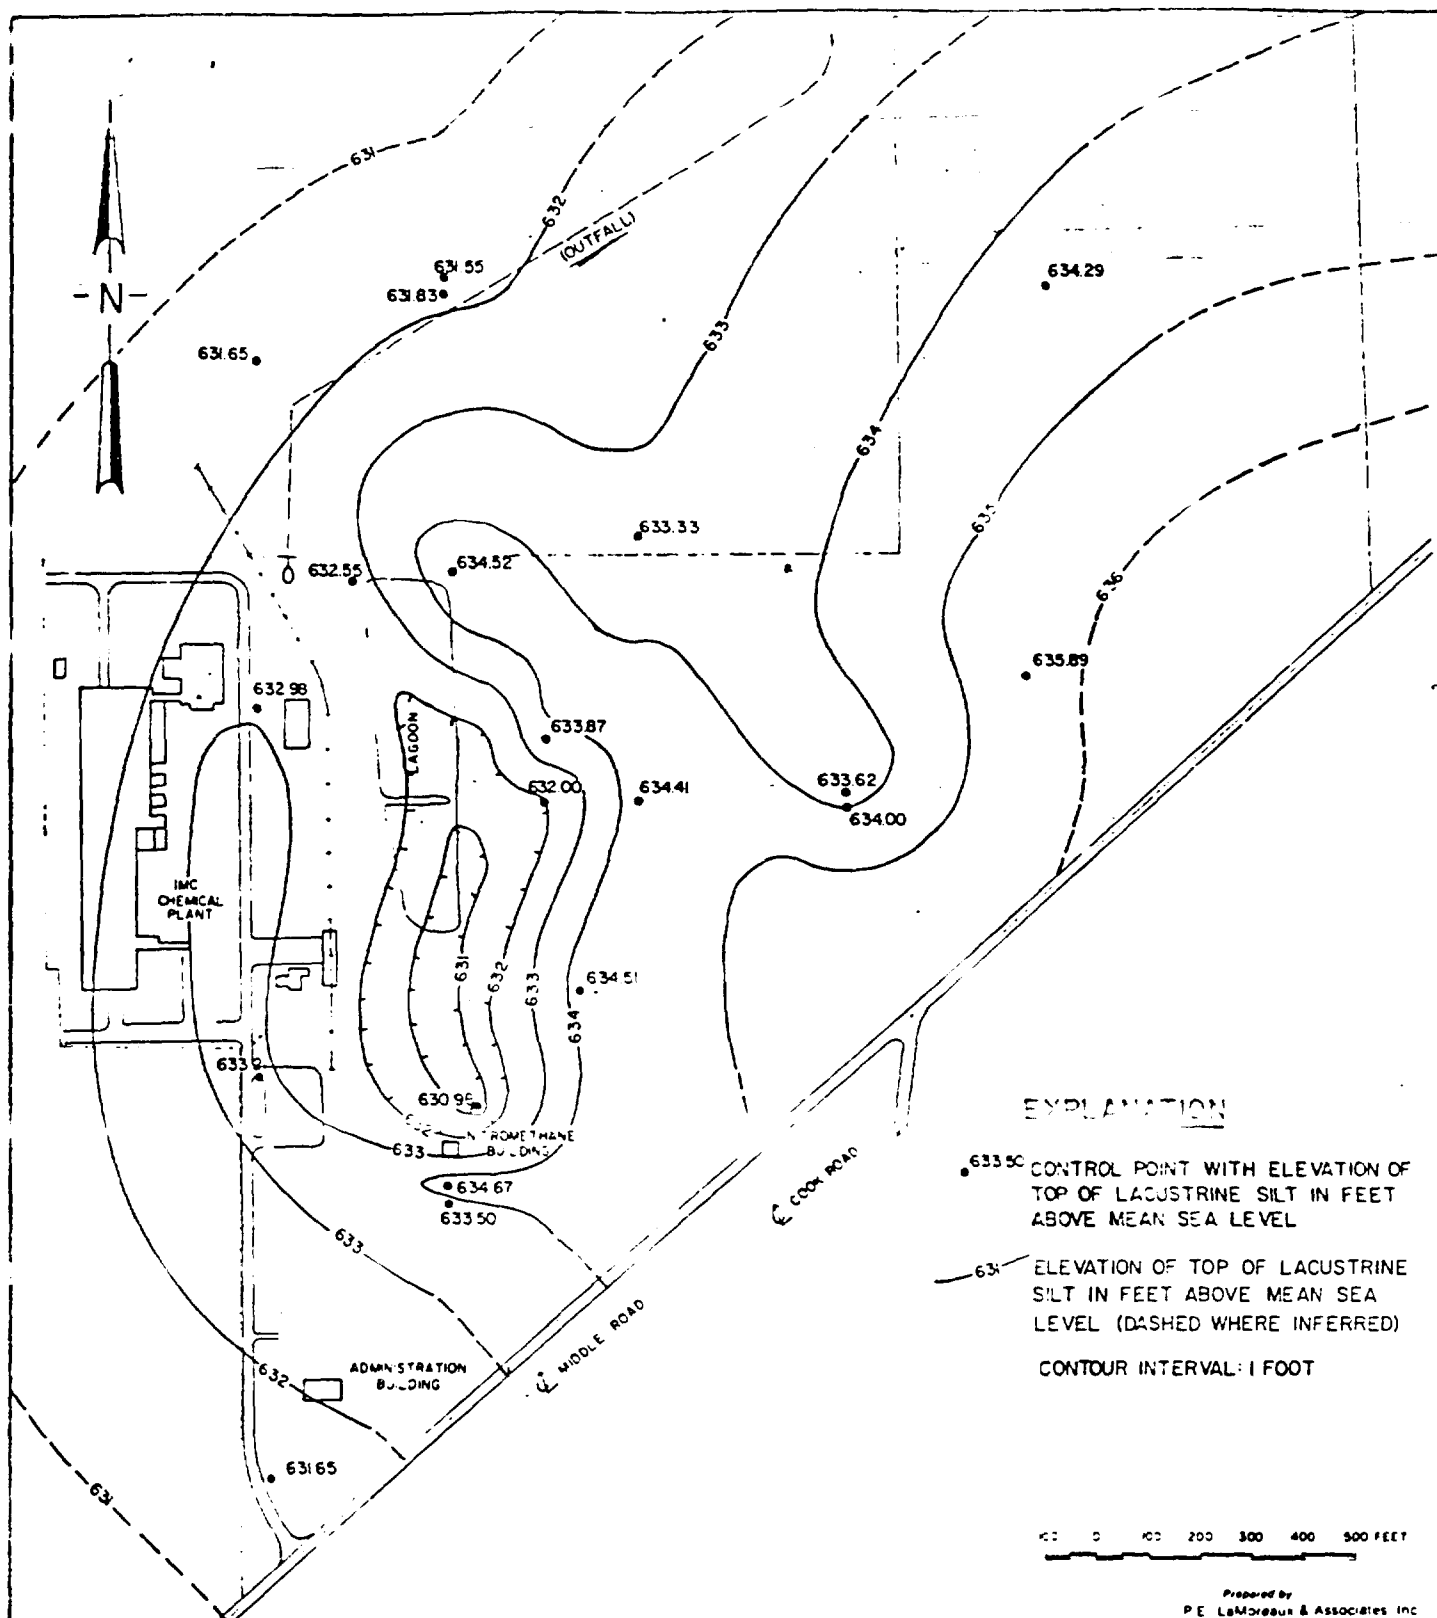 631
632
(OUTFALL)
631.55
631.83
634.29
N
633
631.65
634
633.33
635
632.55
634.52
636
635.89
632.98
LAGOON
633.87
632.00
634.41
633.62
634.00
IMC
CHEMICAL
PLANT
631
632
633
634
634.51
630.96
632
633
NITROMETHANE
BUILDING
634.67
633.50
633
COOK ROAD
MIDDLE ROAD
632
ADMINISTRATION
BUILDING
631.65
631
EXPLANATION
633.50 CONTROL POINT WITH ELEVATION OF
TOP OF LACUSTRINE SILT IN FEET
ABOVE MEAN SEA LEVEL
631 ELEVATION OF TOP OF LACUSTRINE
SILT IN FEET ABOVE MEAN SEA
LEVEL (DASHED WHERE INFERRED)
CONTOUR INTERVAL: 1 FOOT
100 0 100 200 300 400 500 FEET
Prepared by
P.E. LaMoreaux & Associates, Inc